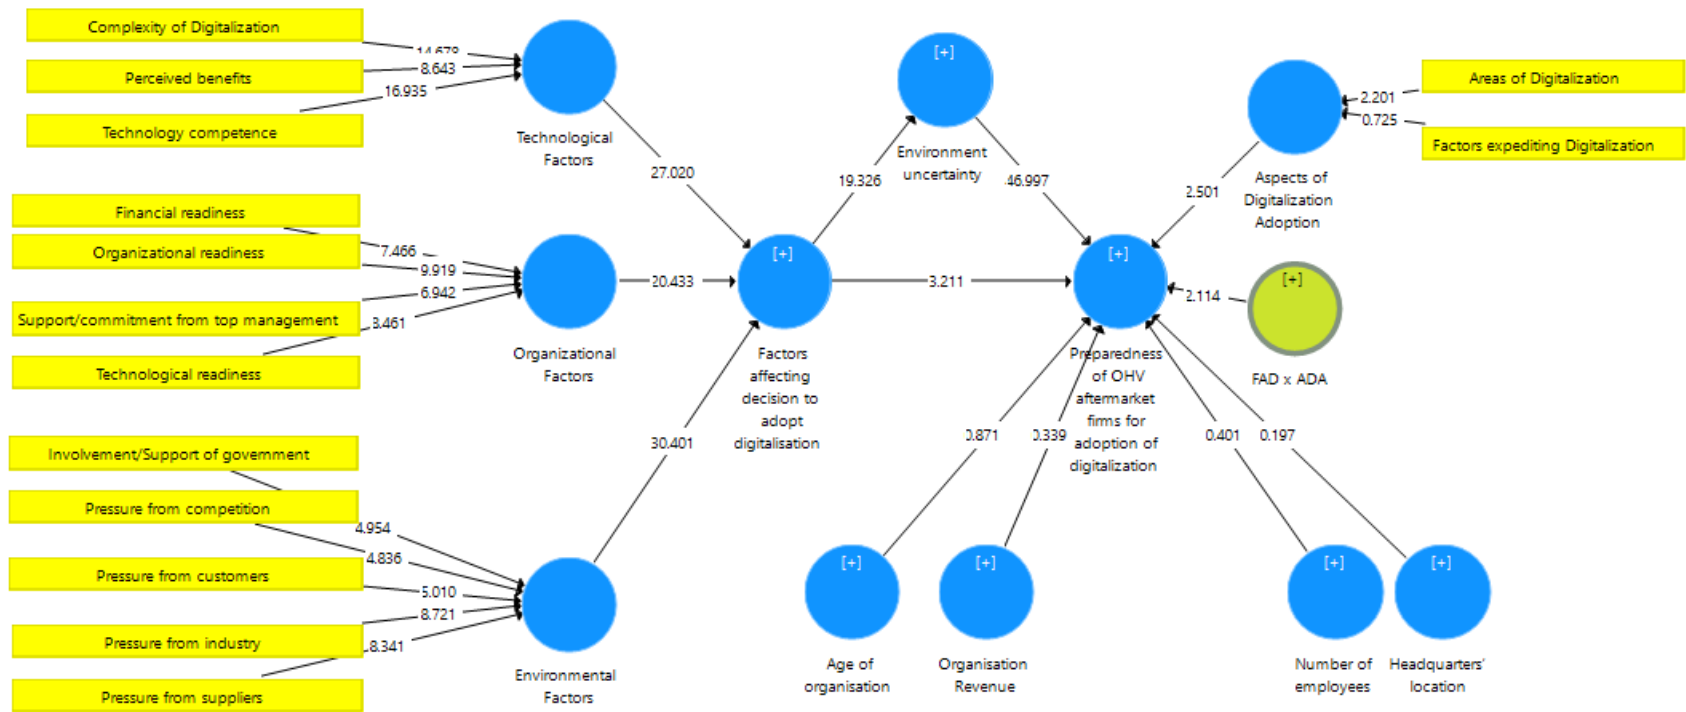 Complexity of Digitalization
Perceived benefits
Technology competence
14.678
8.643
16.935
Technological
Factors
27.020
Financial readiness
Organizational readiness
Support/commitment from top management
Technological readiness
7.466
9.919
6.942
8.461
Organizational
Factors
20.433
Involvement/Support of government
Pressure from competition
Pressure from customers
Pressure from industry
Pressure from suppliers
4.954
4.836
5.010
8.721
8.341
Environmental
Factors
30.401
[+]
Factors
affecting
decision to
adopt
digitalisation
19.326
[+]
Environment
uncertainty
46.997
3.211
[+]
Preparedness
of OHV
aftermarket
firms for
adoption of
digitalization
Areas of Digitalization
Factors expediting Digitalization
2.201
0.725
Aspects of
Digitalization
Adoption
2.501
[+]
2.114
FAD x ADA
0.871
0.339
0.401
0.197
[+]
Age of
organisation
[+]
Organisation
Revenue
[+]
Number of
employees
[+]
Headquarters'
location